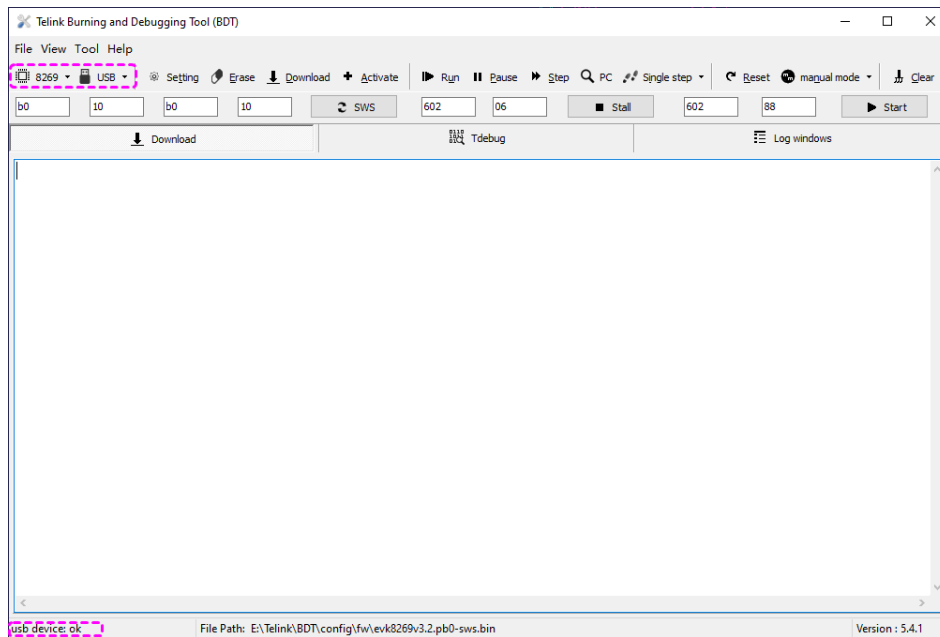 Telink Burning and Debugging Tool (BDT)
File View Tool Help
8269 USB Setting Erase Download Activate Run Pause Step PC Single step Reset manual mode Clear
b0 10 b0 10 SWS 602 06 Stall 602 88 Start
Download Tdebug Log windows
usb device: ok File Path: E:\Telink\BDT\config\fw\evk8269v3.2.pb0-sws.bin Version : 5.4.1